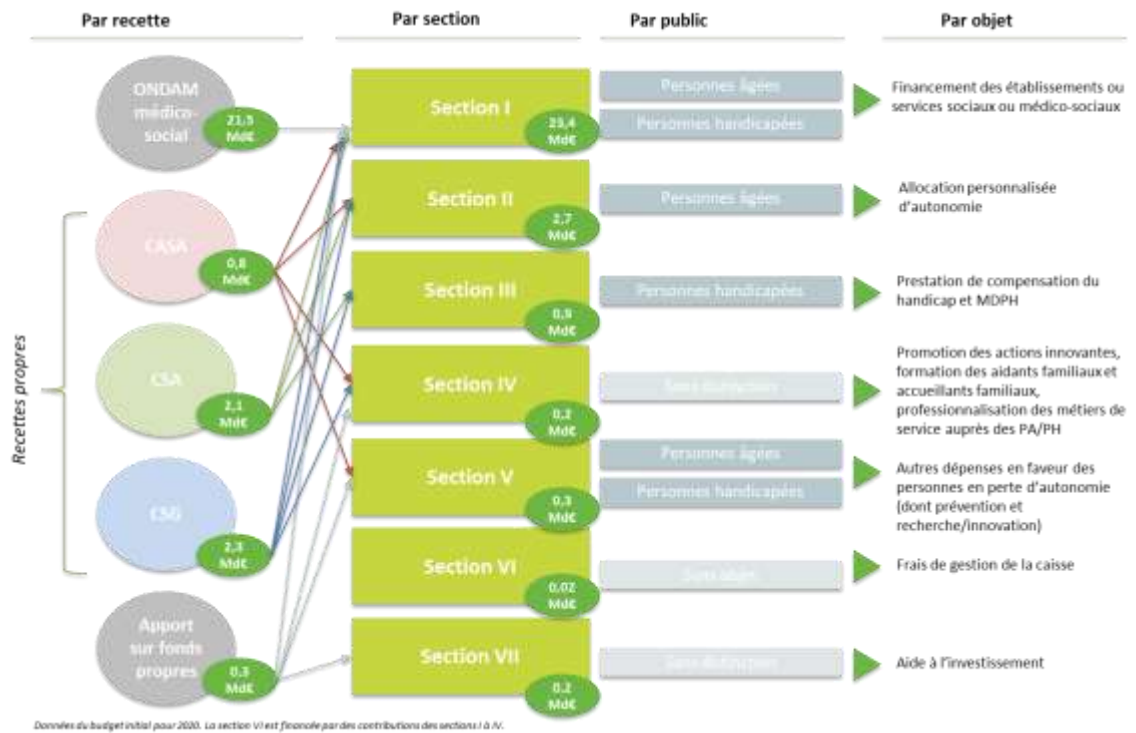 Par recette
Par section
Par public
Par objet
ONDAM
médico-
social
21,5
Md€
CASA
0,8
Md€
CSA
2,1
Md€
CSG
2,3
Md€
Apport
sur fonds
propres
0,3
Md€
Recettes propres
Section I
23,4
Md€
Section II
2,7
Md€
Section III
0,9
Md€
Section IV
0,2
Md€
Section V
0,3
Md€
Section VI
0,02
Md€
Section VII
0,2
Md€
Personnes âgées
Personnes handicapées
Personnes âgées
Personnes handicapées
Sans distinction
Personnes âgées
Personnes handicapées
Sans objet
Sans distinction
Financement des établissements ou
services sociaux ou médico-sociaux
Allocation personnalisée
d'autonomie
Prestation de compensation du
handicap et MDPH
Promotion des actions innovantes,
formation des aidants familiaux et
accueillants familiaux,
professionnalisation des métiers de
service auprès des PA/PH
Autres dépenses en faveur des
personnes en perte d'autonomie
(dont prévention et
recherche/innovation)
Frais de gestion de la caisse
Aide à l'investissement
Données du budget initial pour 2020. La section VI est financée par des contributions des sections I à IV.